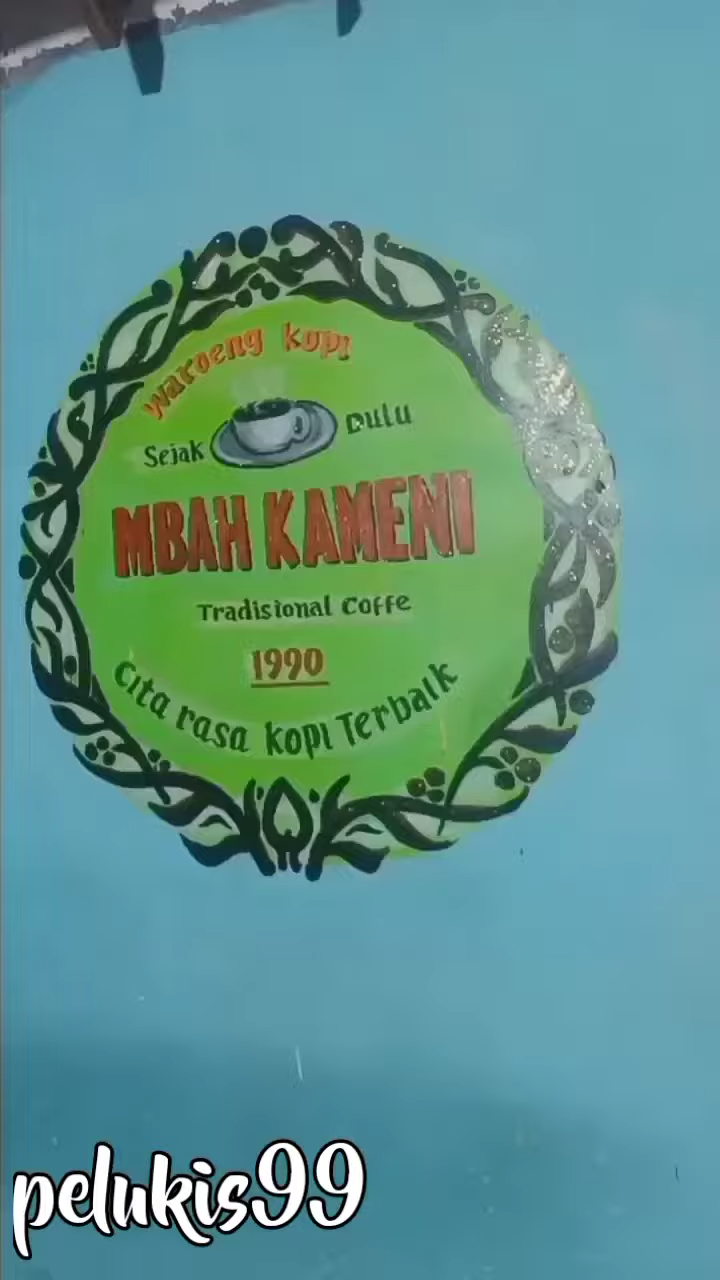 waroeng kopi
Sejak Dulu
MBAH KAMENI
Tradisional Coffe
1990
Cita rasa kopi Terbaik
pelukis99